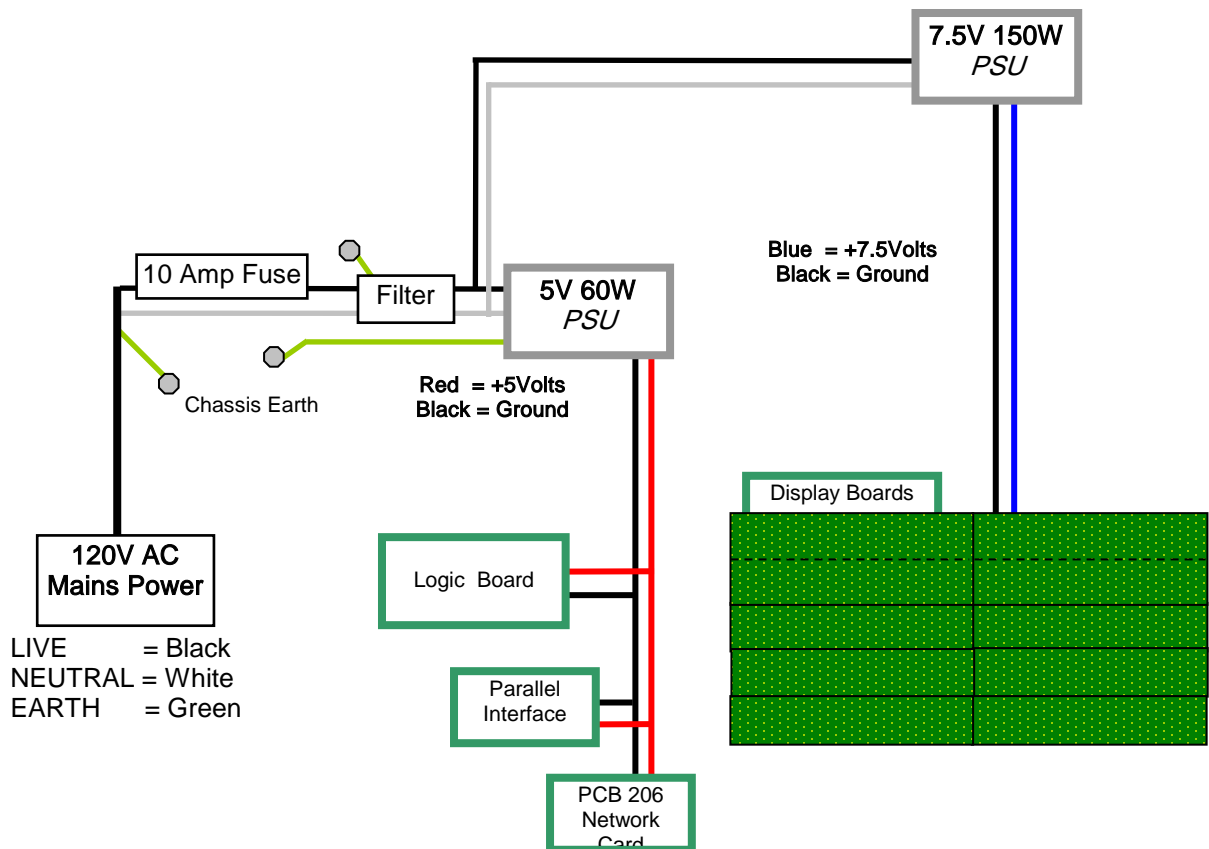 7.5V 150W
PSU
Blue = +7.5Volts
Black = Ground
10 Amp Fuse
Filter
5V 60W
PSU
Chassis Earth
Red = +5Volts
Black = Ground
120V AC
Mains Power
LIVE = Black
NEUTRAL = White
EARTH = Green
Display Boards
Logic Board
Parallel
Interface
PCB 206
Network
Card